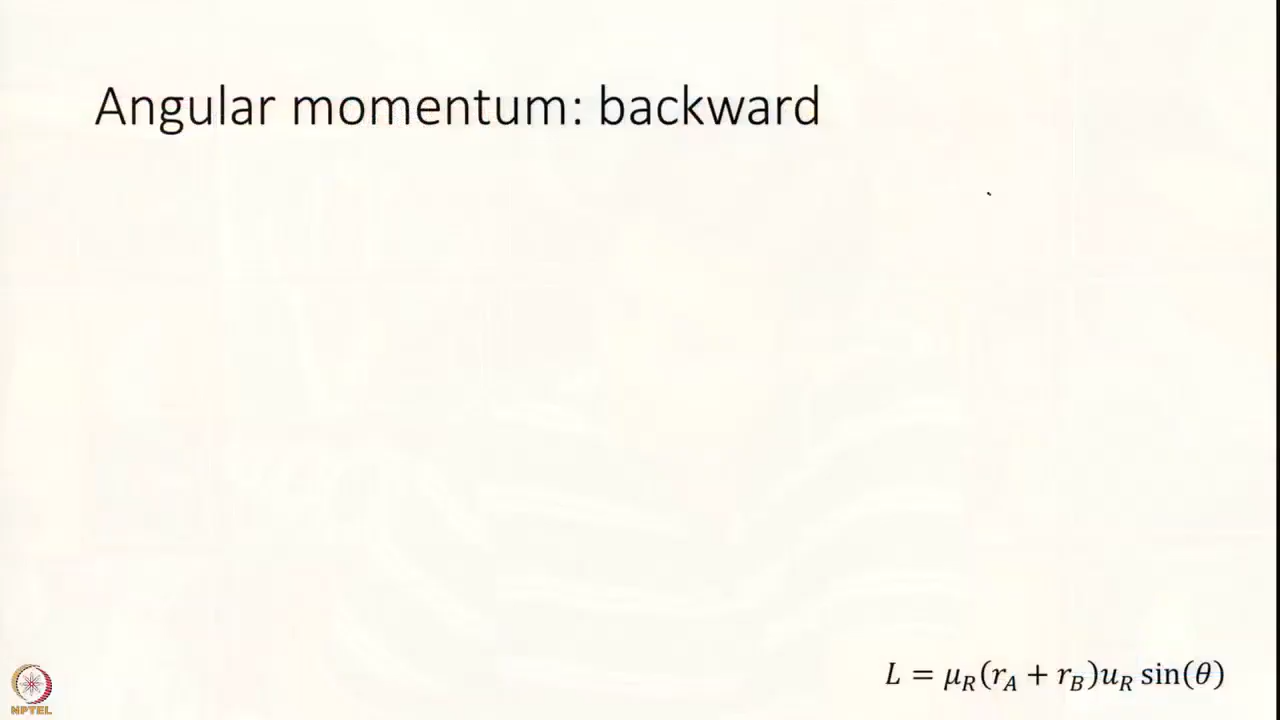 Angular momentum: backward
L = μ_R(r_A + r_B)u_R sin(θ)
NPTEL